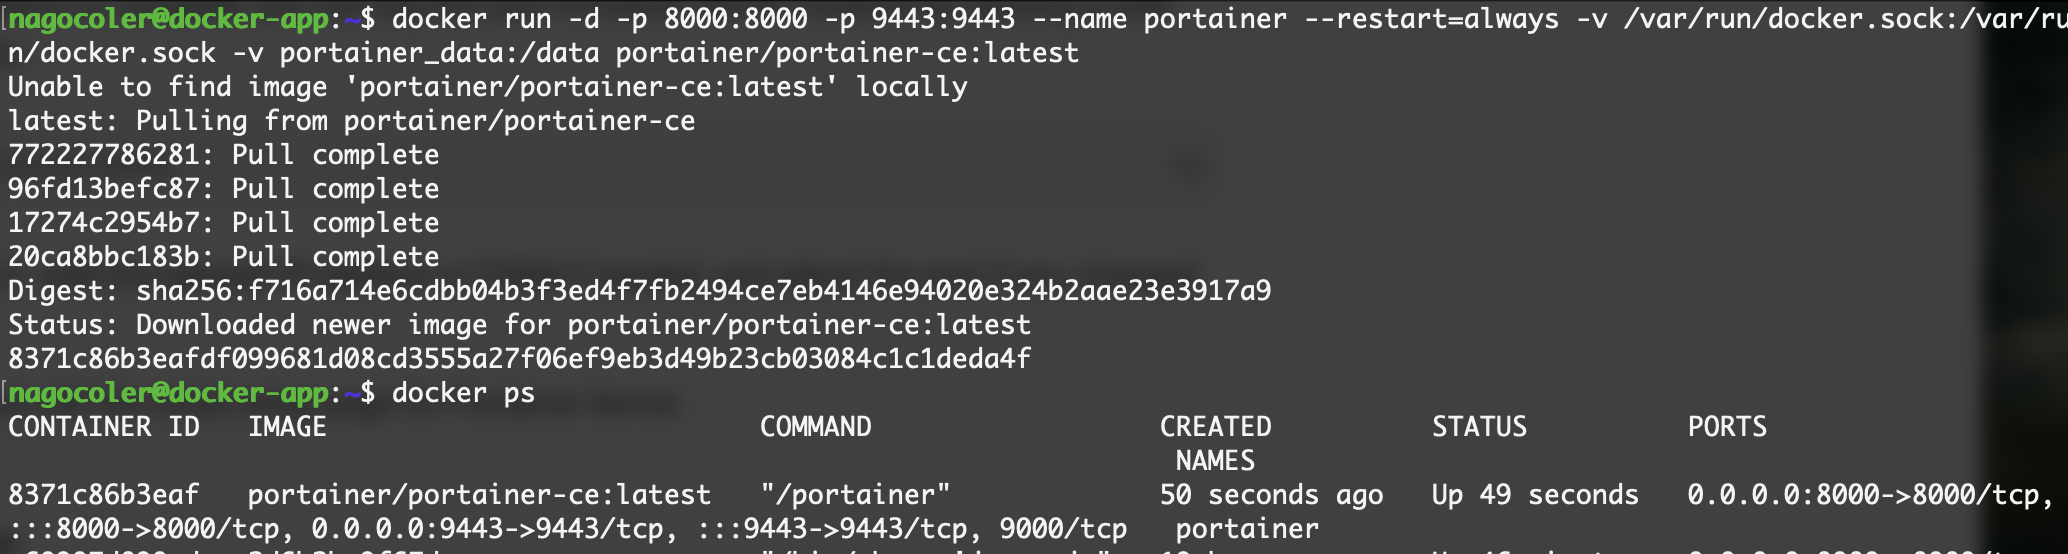 [nagocoler@docker-app:~$ docker run -d -p 8000:8000 -p 9443:9443 --name portainer --restart=always -v /var/run/docker.sock:/var/ru
n/docker.sock -v portainer_data:/data portainer/portainer-ce:latest
Unable to find image 'portainer/portainer-ce:latest' locally
latest: Pulling from portainer/portainer-ce
772227786281: Pull complete
96fd13befc87: Pull complete
17274c2954b7: Pull complete
20ca8bbc183b: Pull complete
Digest: sha256:f716a714e6cdbb04b3f3ed4f7fb2494ce7eb4146e94020e324b2aae23e3917a9
Status: Downloaded newer image for portainer/portainer-ce:latest
8371c86b3eafdf099681d08cd3555a27f06ef9eb3d49b23cb03084c1c1deda4f
[nagocoler@docker-app:~$ docker ps
CONTAINER ID IMAGE COMMAND CREATED STATUS PORTS
NAMES
8371c86b3eaf portainer/portainer-ce:latest "/portainer" 50 seconds ago Up 49 seconds 0.0.0.0:8000->8000/tcp,
:::8000->8000/tcp, 0.0.0.0:9443->9443/tcp, :::9443->9443/tcp, 9000/tcp portainer